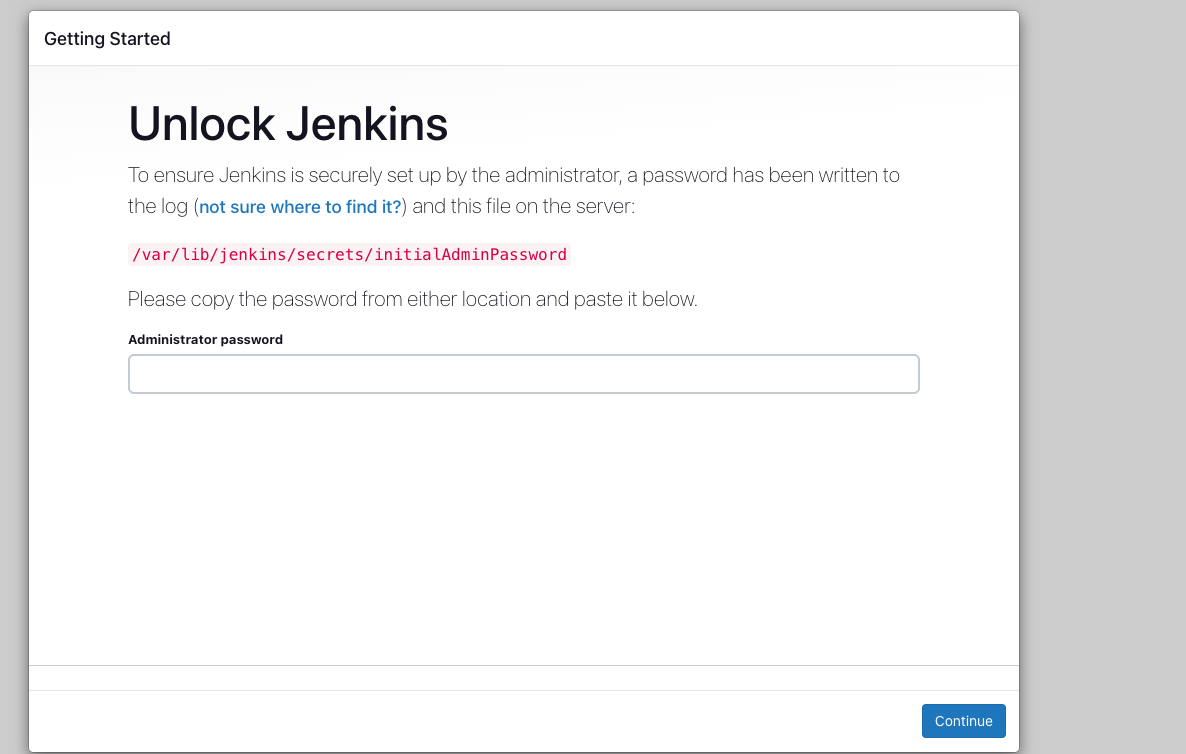 Getting Started
Unlock Jenkins
To ensure Jenkins is securely set up by the administrator, a password has been written to
the log (not sure where to find it?) and this file on the server:
/var/lib/jenkins/secrets/initialAdminPassword
Please copy the password from either location and paste it below.
Administrator password
Continue